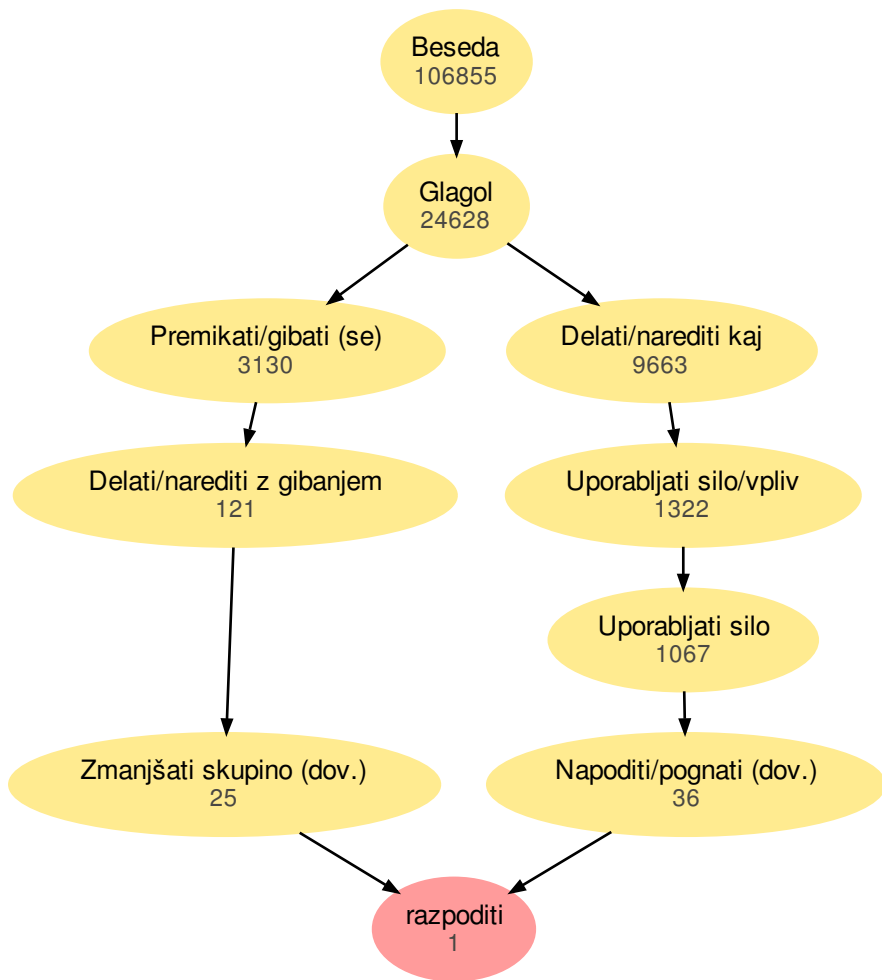 Beseda
106855
Glagol
24628
Premikati/gibati (se)
3130
Delati/narediti kaj
9663
Delati/narediti z gibanjem
121
Uporabljati silo/vpliv
1322
Uporabljati silo
1067
Zmanjšati skupino (dov.)
25
Napoditi/pognati (dov.)
36
razpoditi
1